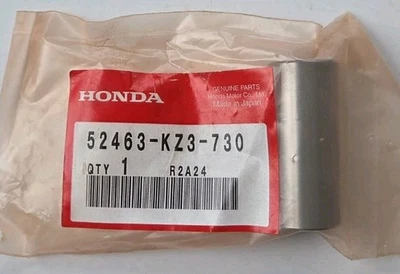 GENUINE PARTS
Honda Motor Co., Ltd.
Made in Japan
HONDA
52463-KZ3-730
QTY 1 R2A24